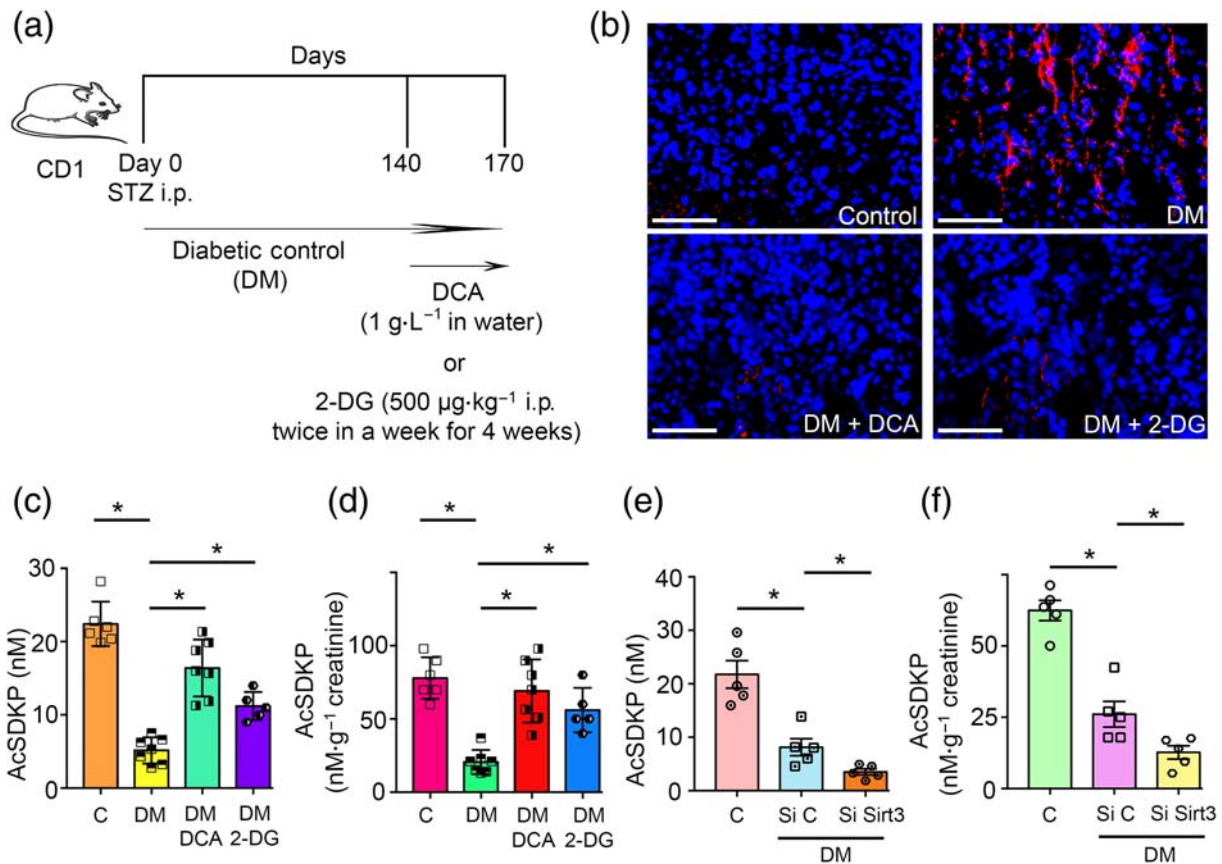 (a)
Days
CD1
Day 0
STZ i.p.
140
170
Diabetic control
(DM)
DCA
(1 g·L⁻¹ in water)
or
2-DG (500 µg·kg⁻¹ i.p.
twice in a week for 4 weeks)
(b)
Control
DM
DM + DCA
DM + 2-DG
(c)
*
*
*
AcSDKP (nM)
30
20
10
0
C
DM
DM
DCA
DM
2-DG
(d)
*
*
*
AcSDKP
(nM·g⁻¹ creatinine)
100
50
0
C
DM
DM
DCA
DM
2-DG
(e)
*
*
AcSDKP (nM)
40
30
20
10
0
C
Si C
Si Sirt3
DM
(f)
*
*
AcSDKP
(nM·g⁻¹ creatinine)
50
25
0
C
Si C
Si Sirt3
DM